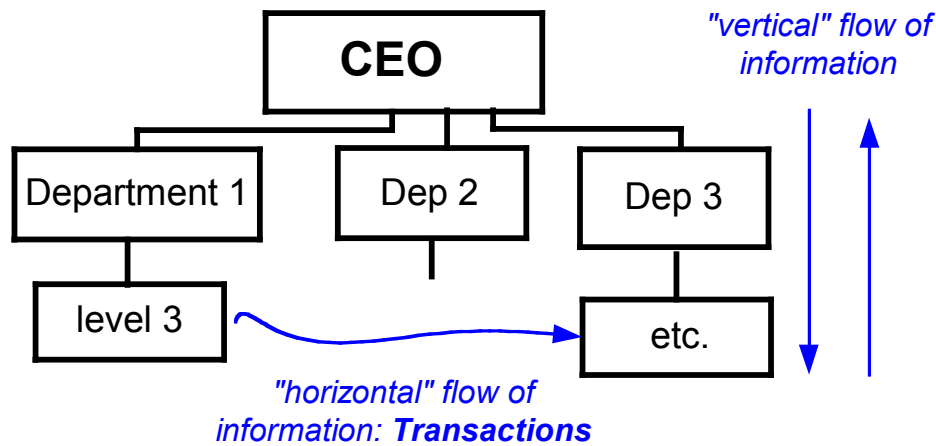 CEO
"vertical" flow of
information
Department 1
Dep 2
Dep 3
level 3
etc.
"horizontal" flow of
information: Transactions